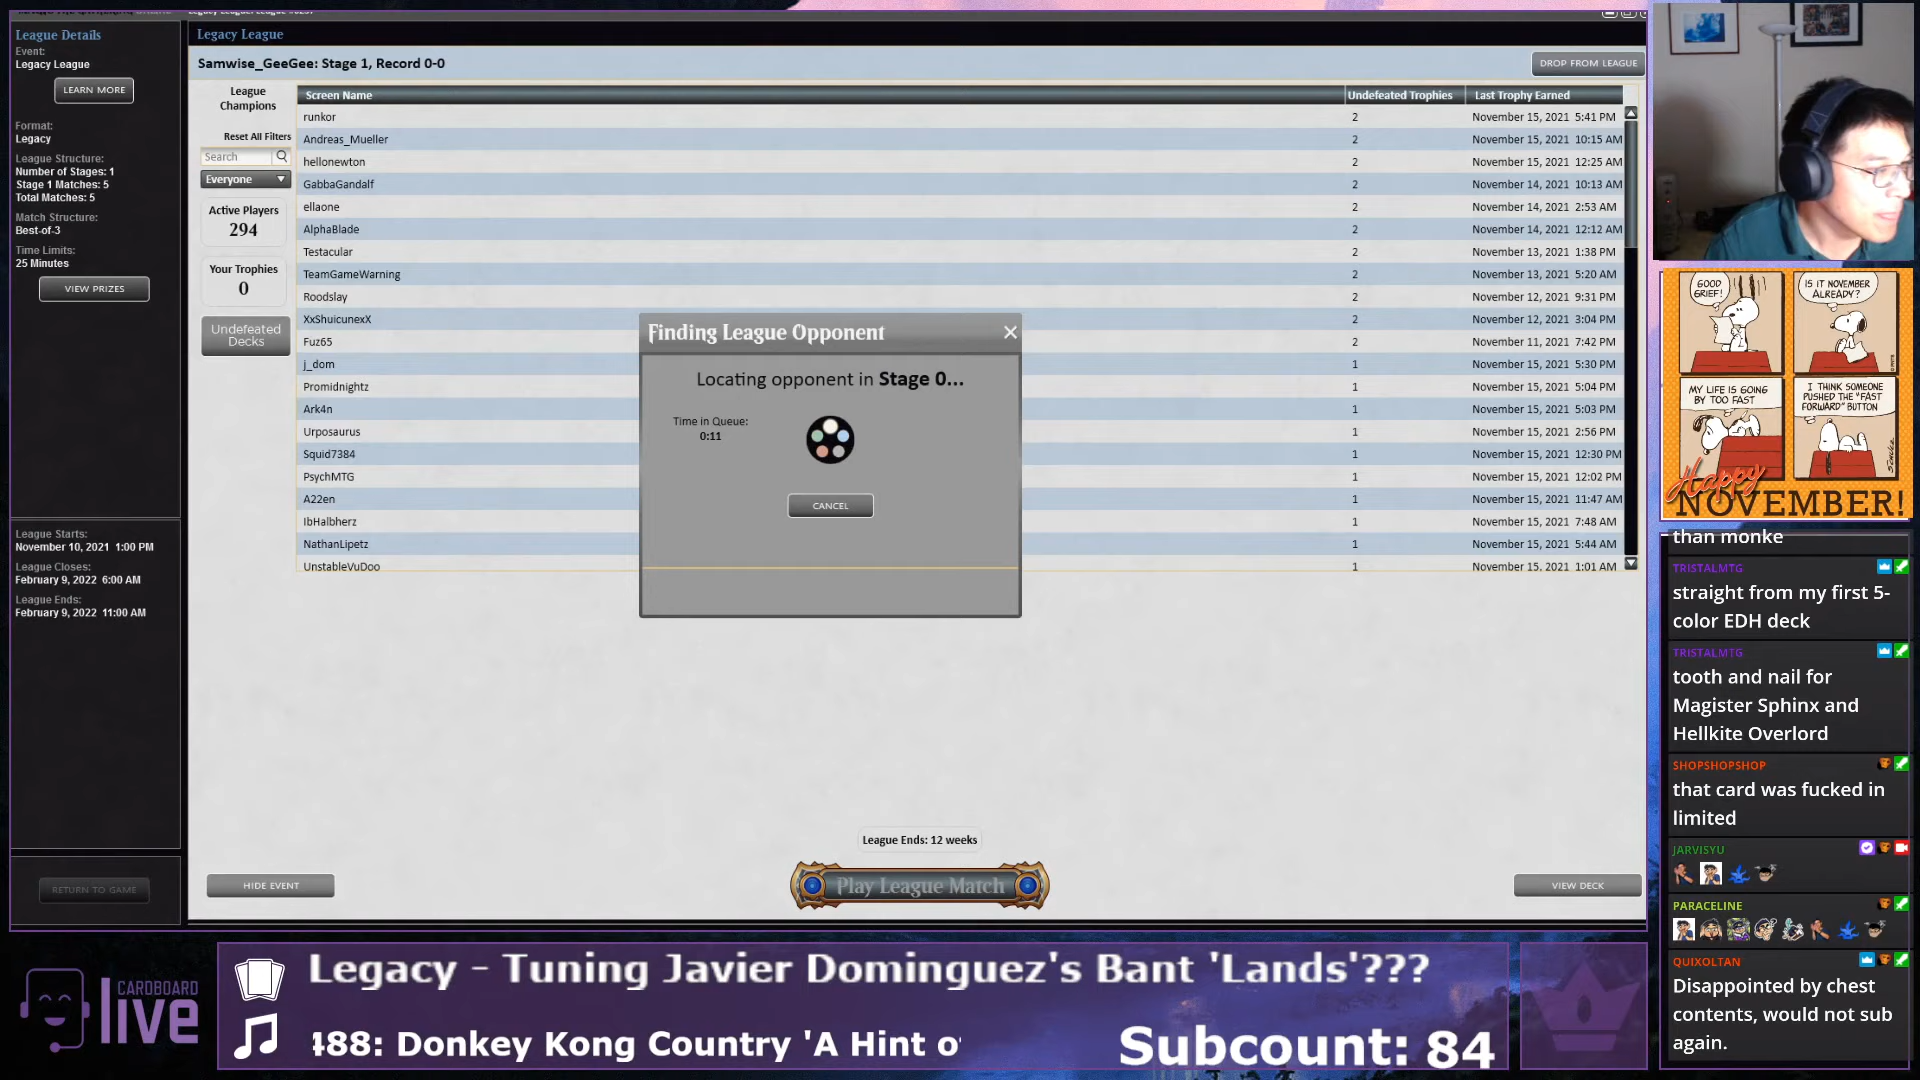 Legacy League
League Details
Event:
Legacy League
LEARN MORE
Format:
Legacy
League Structure:
Number of Stages: 1
Stage 1 Matches: 5
Total Matches: 5
Match Structure:
Best-of-3
Time Limits:
25 Minutes
VIEW PRIZES
League Starts:
November 10, 2021 1:00 PM
League Closes:
February 9, 2022 6:00 AM
League Ends:
February 9, 2022 11:00 AM
RETURN TO GAME
Samwise_GeeGee: Stage 1, Record 0-0
DROP FROM LEAGUE
League
Champions
Reset All Filters
Search
Everyone
Active Players
294
Your Trophies
0
Undefeated
Decks
Screen Name Undefeated Trophies Last Trophy Earned
runkor 2 November 15, 2021 5:41 PM
Andreas_Mueller 2 November 15, 2021 10:15 AM
hellonewton 2 November 15, 2021 12:25 AM
GabbaGandalf 2 November 14, 2021 10:13 AM
ellaone 2 November 14, 2021 2:53 AM
AlphaBlade 2 November 14, 2021 12:12 AM
Testacular 2 November 13, 2021 1:38 PM
TeamGameWarning 2 November 13, 2021 5:20 AM
Roodslay 2 November 12, 2021 9:31 PM
XxShuicunexX 2 November 12, 2021 3:04 PM
Fuz65 2 November 11, 2021 7:42 PM
j_dom 1 November 15, 2021 5:30 PM
Promidnightz 1 November 15, 2021 5:04 PM
Ark4n 1 November 15, 2021 5:03 PM
Urposaurus 1 November 15, 2021 2:56 PM
Squid7384 1 November 15, 2021 12:30 PM
PsychMTG 1 November 15, 2021 12:02 PM
A22en 1 November 15, 2021 11:47 AM
IbHalbherz 1 November 15, 2021 7:48 AM
NathanLipetz 1 November 15, 2021 5:44 AM
UnstableVuDoo 1 November 15, 2021 1:01 AM
Finding League Opponent
Locating opponent in Stage 0...
Time in Queue:
0:11
CANCEL
League Ends: 12 weeks
HIDE EVENT
Play League Match
VIEW DECK
GOOD
GRIEF!
IS IT NOVEMBER
ALREADY?
MY LIFE IS GOING
BY TOO FAST
I THINK SOMEONE
PUSHED THE "FAST
FORWARD" BUTTON
SCHULZ
Happy
NOVEMBER!
than monke
TRISTALMTG
straight from my first 5-
color EDH deck
TRISTALMTG
tooth and nail for
Magister Sphinx and
Hellkite Overlord
SHOPSHOPSHOP
that card was fucked in
limited
JARVISYU
PARACELINE
QUIXOLTAN
Disappointed by chest
contents, would not sub
again.
CARDBOARD
live
Legacy - Tuning Javier Dominguez's Bant 'Lands'???
488: Donkey Kong Country 'A Hint o
Subcount: 84